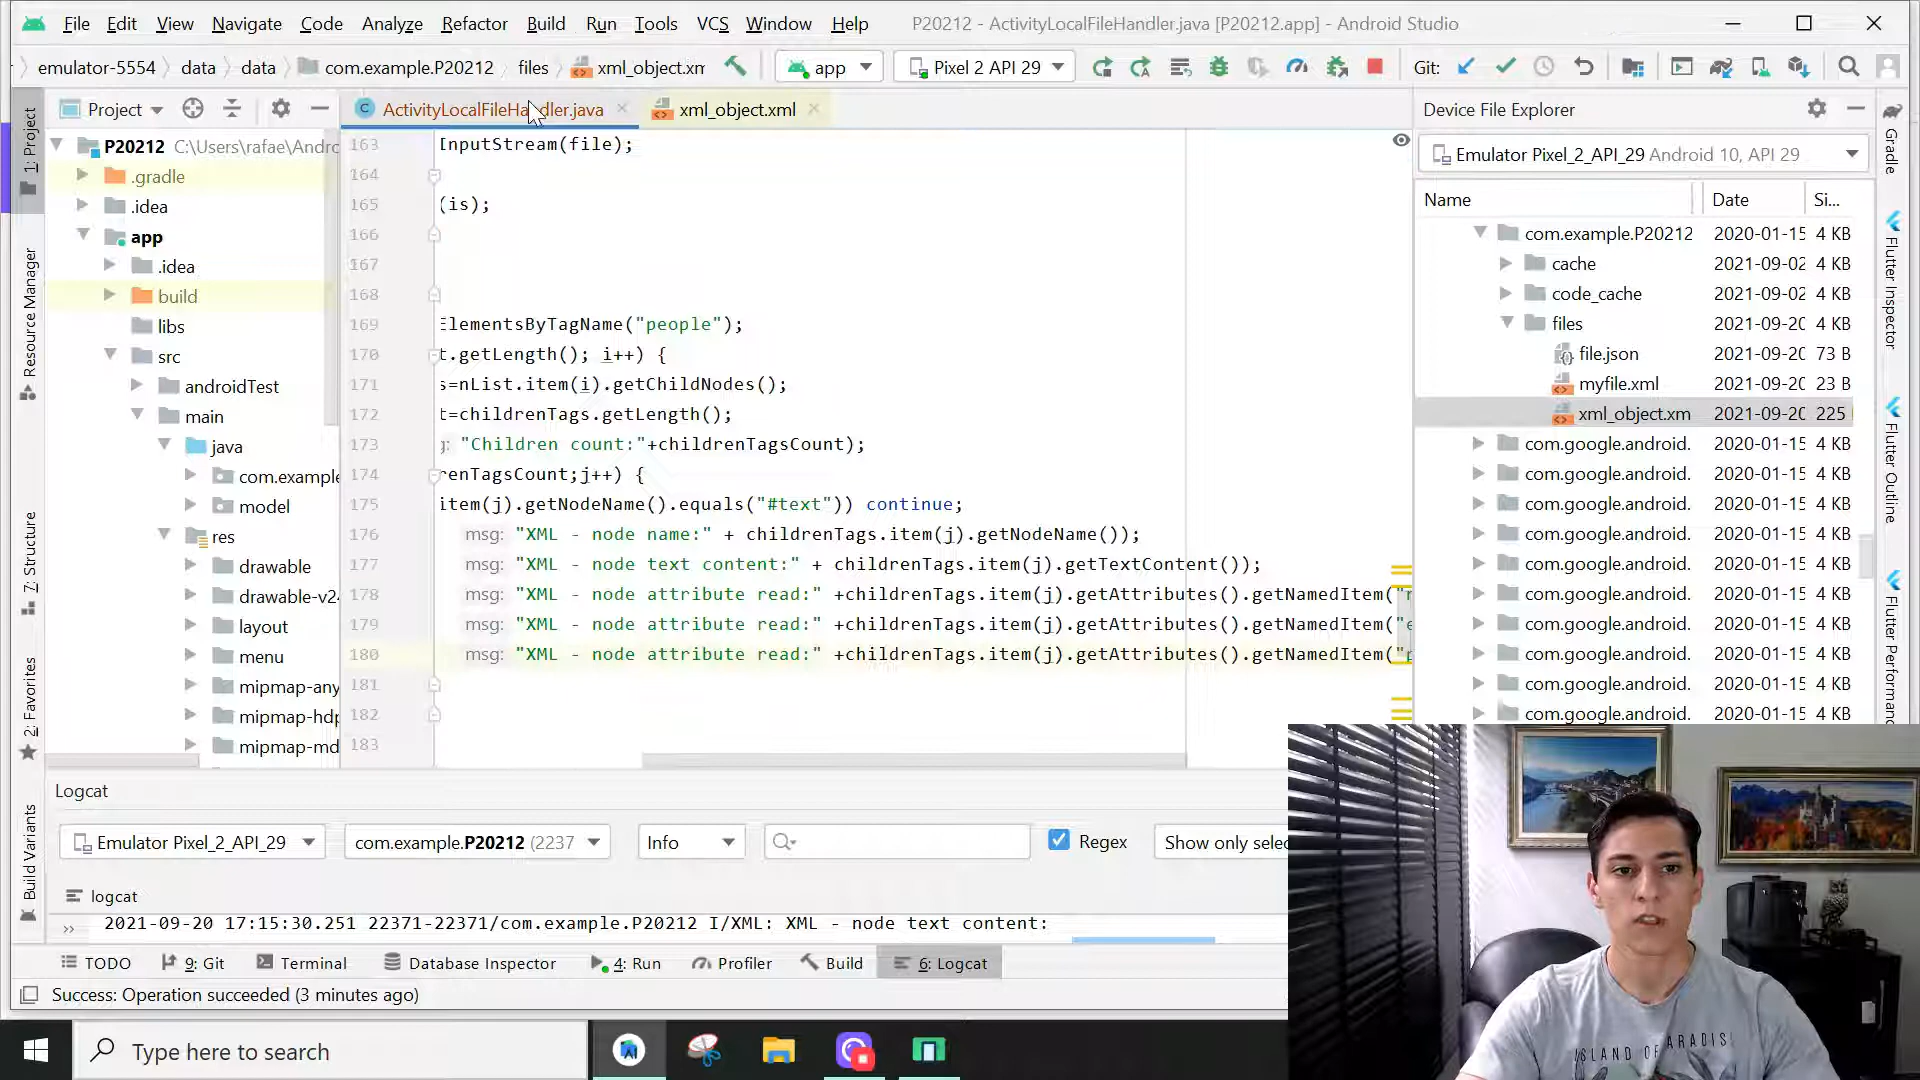 File Edit View Navigate Code Analyze Refactor Build Run Tools VCS Window Help P20212 - ActivityLocalFileHandler.java [P20212.app] - Android Studio
emulator-5554 data data com.example.P20212 files xml_object.xm app Pixel 2 API 29 Git:
Project ActivityLocalFileHandler.java xml_object.xml Device File Explorer
P20212 C:\Users\rafae\Andro
.gradle
.idea
app
.idea
build
libs
src
androidTest
main
java
com.example
model
res
drawable
drawable-v2
layout
menu
mipmap-any
mipmap-hdp
mipmap-md
1: Project
Resource Manager
7: Structure
2: Favorites
Build Variants
163 InputStream(file);
164
165 (is);
166
167
168
169 ElementsByTagName("people");
170 t.getLength(); i++) {
171 s=nList.item(i).getChildNodes();
172 t=childrenTags.getLength();
173 g: "Children count:"+childrenTagsCount);
174 renTagsCount;j++) {
175 item(j).getNodeName().equals("#text")) continue;
176 msg: "XML - node name:" + childrenTags.item(j).getNodeName());
177 msg: "XML - node text content:" + childrenTags.item(j).getTextContent());
178 msg: "XML - node attribute read:" +childrenTags.item(j).getAttributes().getNamedItem("
179 msg: "XML - node attribute read:" +childrenTags.item(j).getAttributes().getNamedItem("e
180 msg: "XML - node attribute read:" +childrenTags.item(j).getAttributes().getNamedItem("
181
182
183
Emulator Pixel_2_API_29 Android 10, API 29
Name Date Si...
com.example.P20212 2020-01-15 4 KB
cache 2021-09-02 4 KB
code_cache 2021-09-02 4 KB
files 2021-09-20 4 KB
file.json 2021-09-20 73 B
myfile.xml 2021-09-20 23 B
xml_object.xm 2021-09-20 225
com.google.android. 2020-01-15 4 KB
com.google.android. 2020-01-15 4 KB
com.google.android. 2020-01-15 4 KB
com.google.android. 2020-01-15 4 KB
com.google.android. 2020-01-15 4 KB
com.google.android. 2020-01-15 4 KB
com.google.android. 2020-01-15 4 KB
com.google.android. 2020-01-15 4 KB
com.google.android. 2020-01-15 4 KB
com.google.android. 2020-01-15 4 KB
Gradle
Flutter Inspector
Flutter Outline
Flutter Performanc
Logcat
Emulator Pixel_2_API_29 com.example.P20212 (2237 Info Regex Show only selec
logcat
2021-09-20 17:15:30.251 22371-22371/com.example.P20212 I/XML: XML - node text content:
TODO 9: Git Terminal Database Inspector 4: Run Profiler Build 6: Logcat
Success: Operation succeeded (3 minutes ago)
Type here to search
ISLAND OF